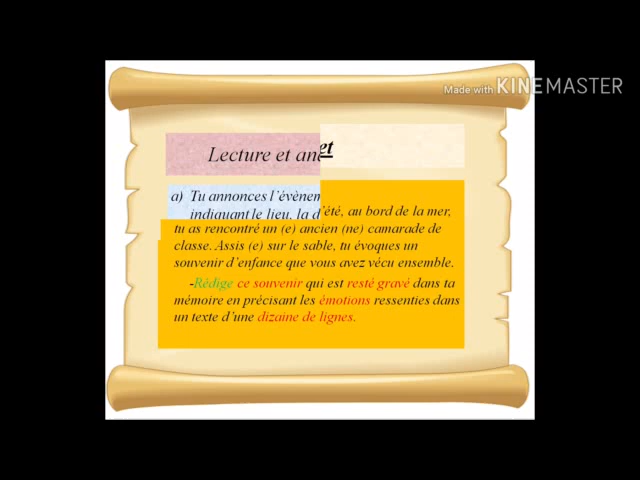 Made with KINEMASTER
Lecture et
et
a) Tu annonces l'évènem
indiquant le lieu, la d'été, au bord de la mer,
tu as rencontré un (e) ancien (ne) camarade de
classe. Assis (e) sur le sable, tu évoques un
souvenir d'enfance que vous avez vécu ensemble.
-Rédige ce souvenir qui est resté gravé dans ta
mémoire en précisant les émotions ressenties dans
un texte d'une dizaine de lignes.